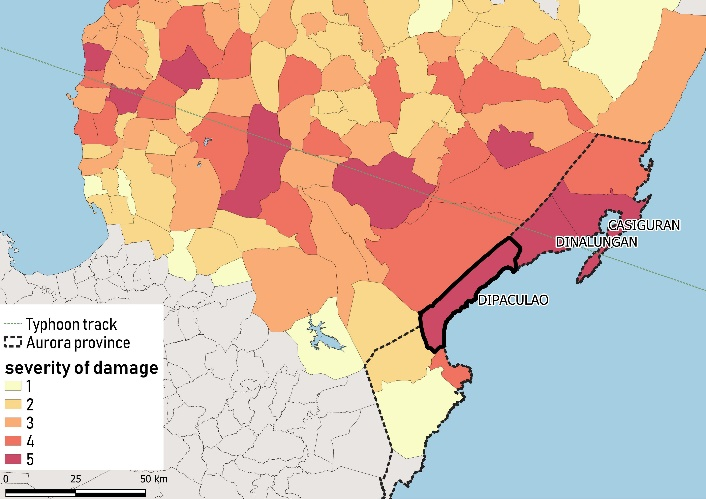 CASIGURAN
DINALUNGAN
DIPACULAO
Typhoon track
Aurora province
severity of damage
1
2
3
4
5
0 25 50 km